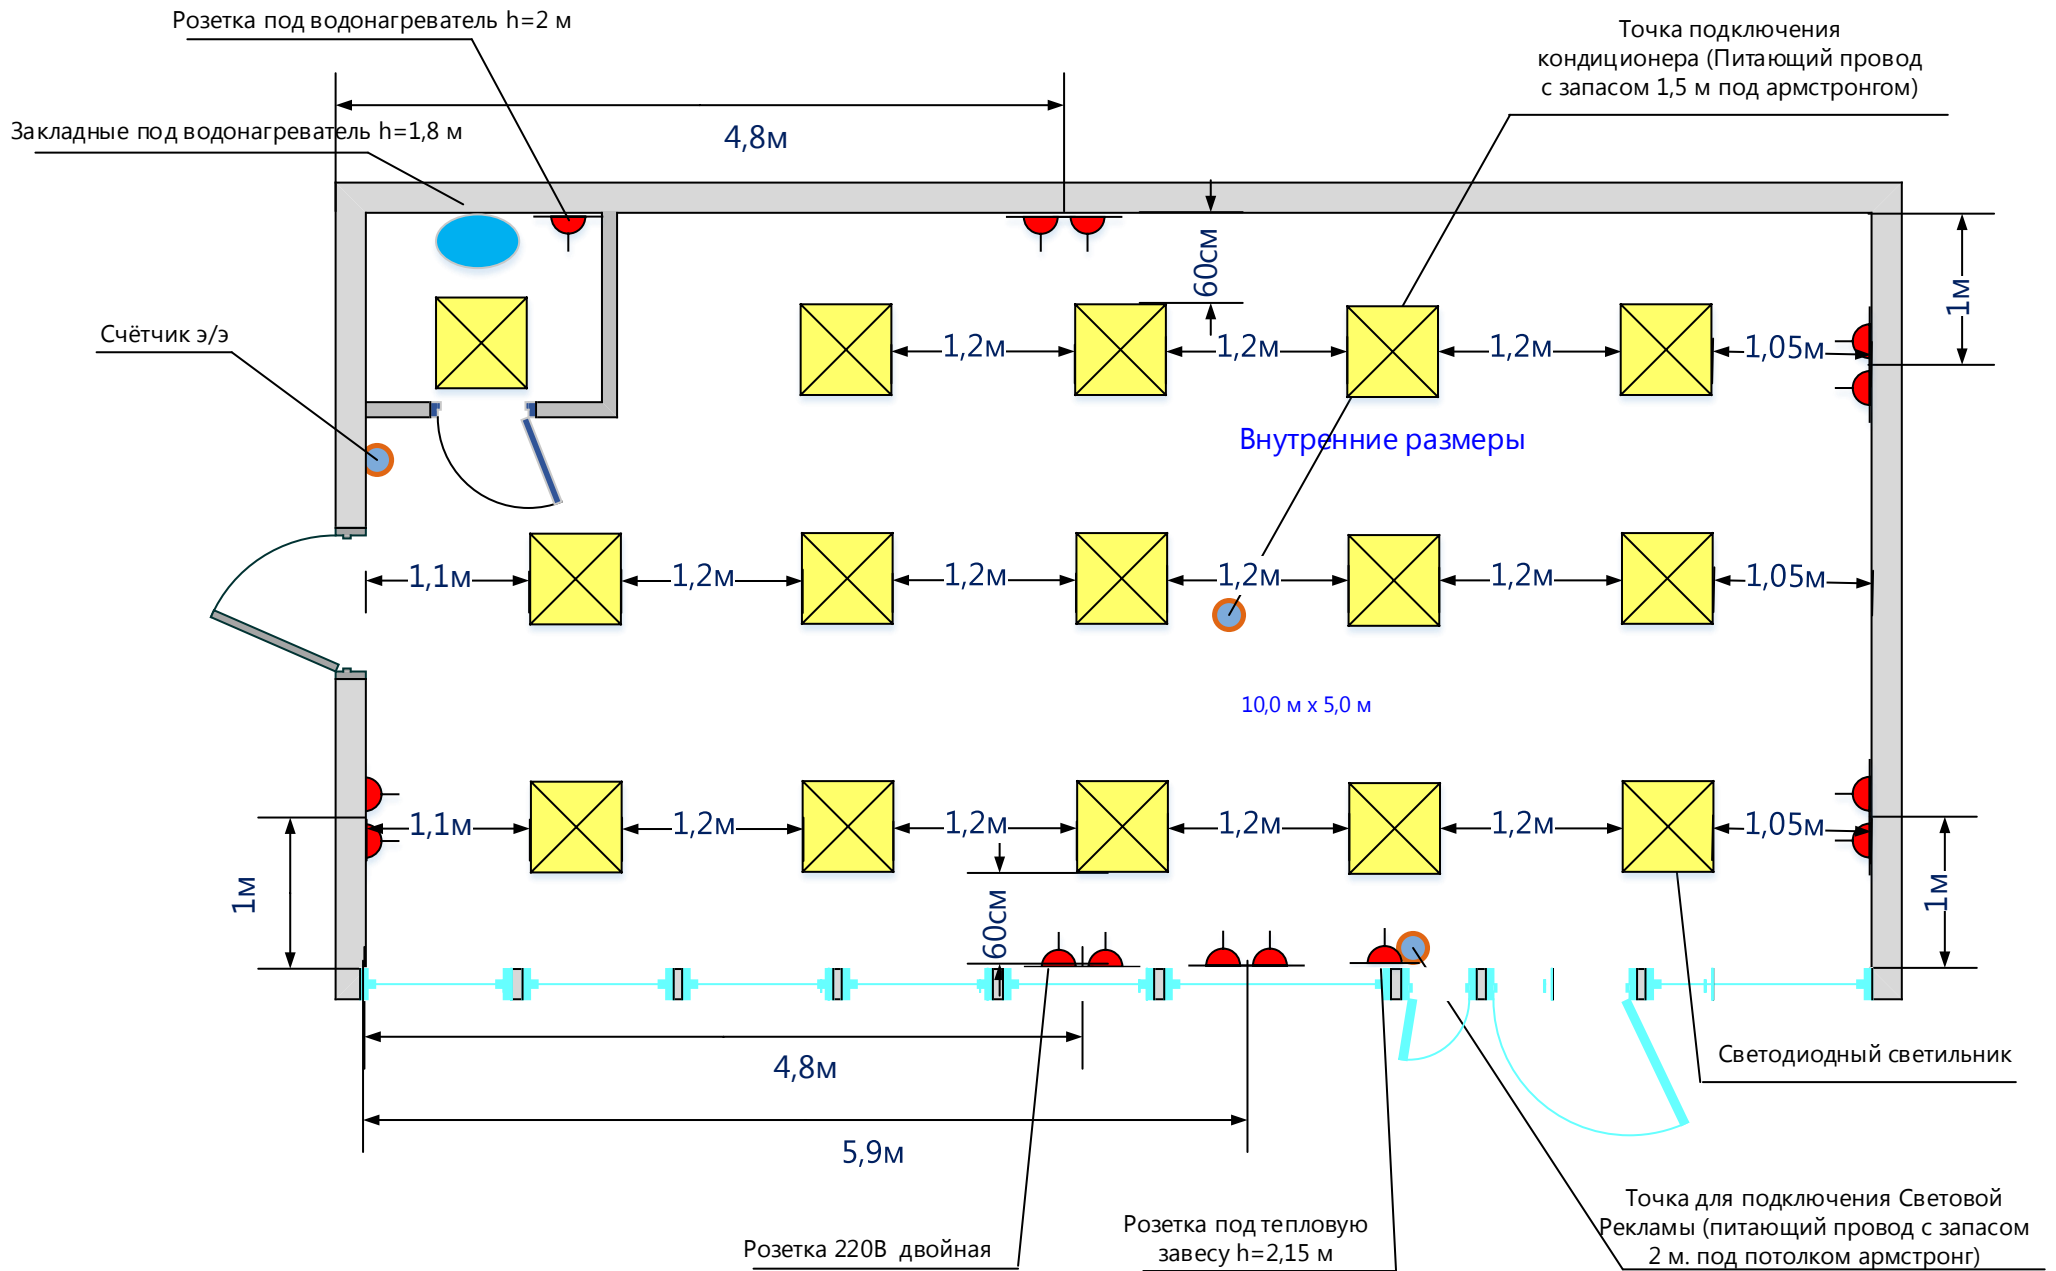 Розетка под водонагреватель h=2 м
Точка подключения
кондиционера (Питающий провод
с запасом 1,5 м под армстронгом)
Закладные под водонагреватель h=1,8 м
4,8м
60см
1м
Счётчик э/э
1,2м
1,2м
1,2м
1,05м
Внутренние размеры
1,1м
1,2м
1,2м
1,2м
1,2м
1,05м
10,0 м х 5,0 м
1,1м
1,2м
1,2м
1,2м
1,2м
1,05м
1м
60см
1м
4,8м
Светодиодный светильник
5,9м
Розетка 220В двойная
Розетка под тепловую
завесу h=2,15 м
Точка для подключения Световой
Рекламы (питающий провод с запасом
2 м. под потолком армстронг)